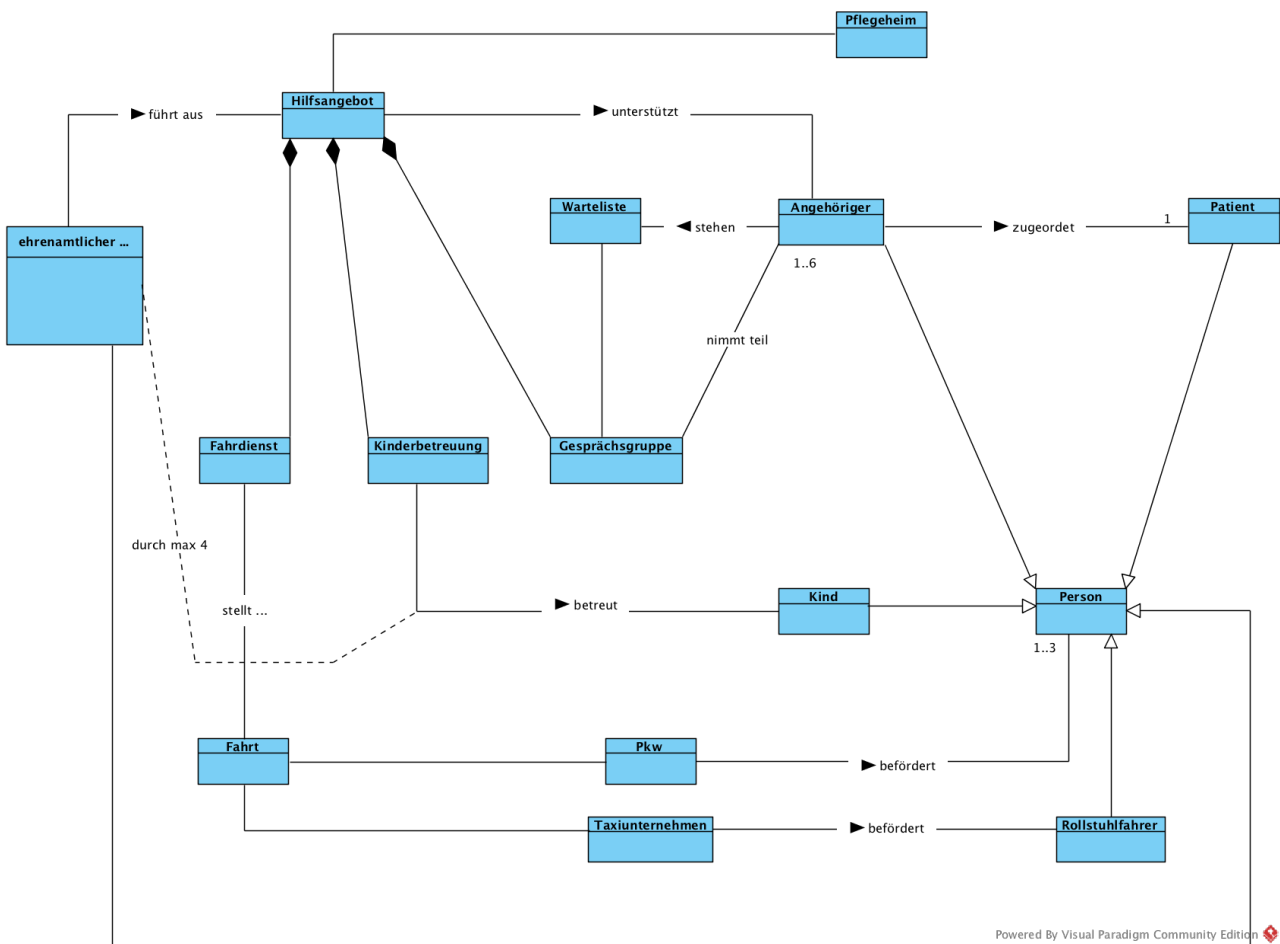 Pflegeheim
Hilfsangebot
führt aus
unterstützt
Warteliste
Angehöriger
Patient
stehen
zugeordet
1
ehrenamtlicher ...
1..6
nimmt teil
Fahrdienst
Kinderbetreuung
Gesprächsgruppe
durch max 4
stellt ...
betreut
Kind
Person
1..3
Fahrt
Pkw
befördert
Taxiunternehmen
befördert
Rollstuhlfahrer
Powered By Visual Paradigm Community Edition